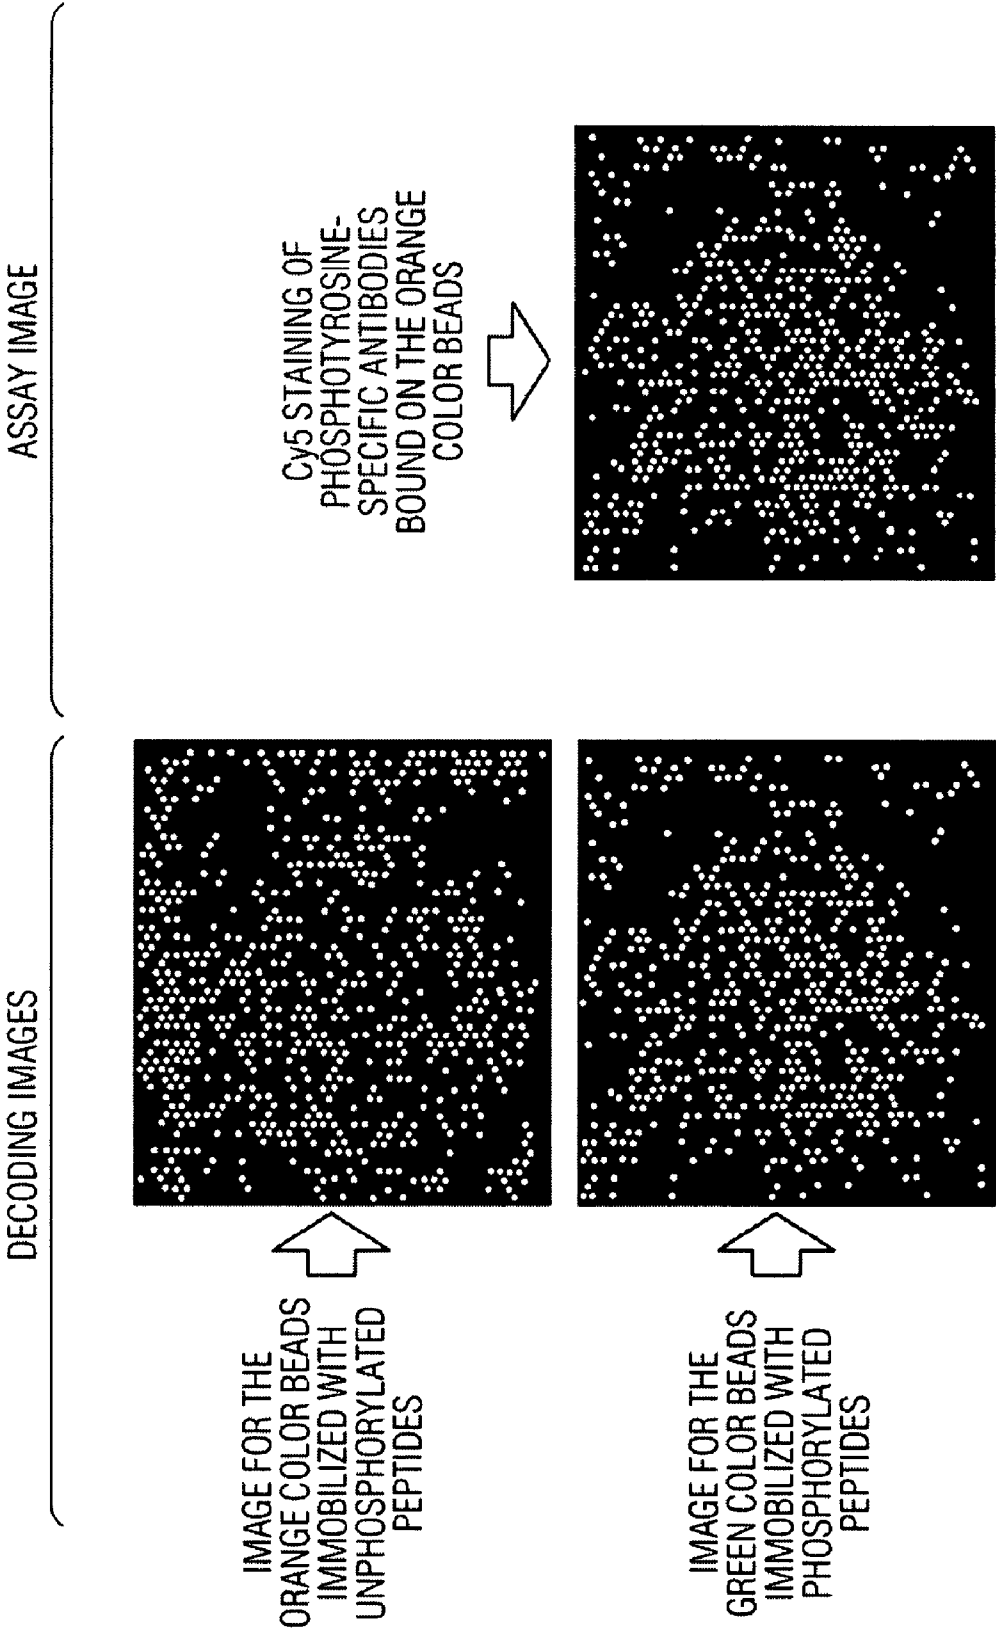 DECODING IMAGES
ASSAY IMAGE
IMAGE FOR THE
ORANGE COLOR BEADS
IMMOBILIZED WITH
UNPHOSPHORYLATED
PEPTIDES
Cy5 STAINING OF
PHOSPHOTYROSINE-
SPECIFIC ANTIBODIES
BOUND ON THE ORANGE
COLOR BEADS
IMAGE FOR THE
GREEN COLOR BEADS
IMMOBILIZED WITH
PHOSPHORYLATED
PEPTIDES